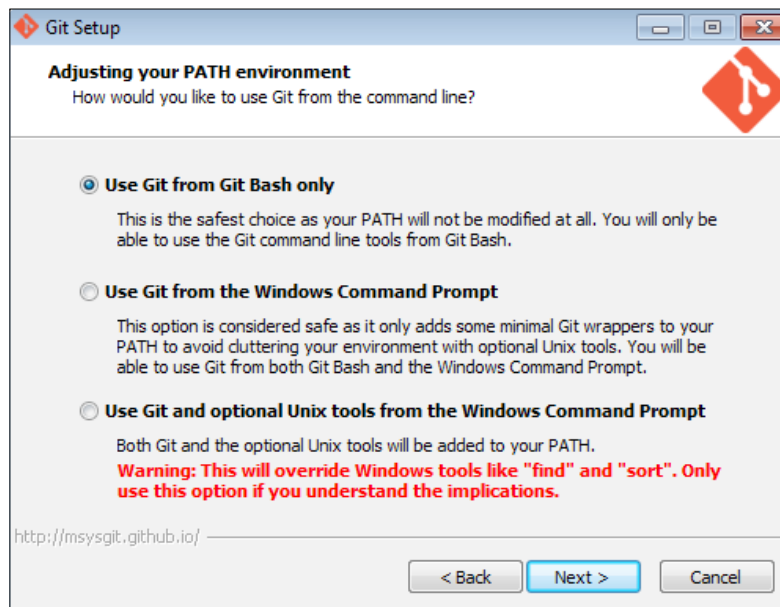 Git Setup
Adjusting your PATH environment
How would you like to use Git from the command line?
Use Git from Git Bash only
This is the safest choice as your PATH will not be modified at all. You will only be
able to use the Git command line tools from Git Bash.
Use Git from the Windows Command Prompt
This option is considered safe as it only adds some minimal Git wrappers to your
PATH to avoid cluttering your environment with optional Unix tools. You will be
able to use Git from both Git Bash and the Windows Command Prompt.
Use Git and optional Unix tools from the Windows Command Prompt
Both Git and the optional Unix tools will be added to your PATH.
Warning: This will override Windows tools like "find" and "sort". Only
use this option if you understand the implications.
http://msysgit.github.io/
< Back Next > Cancel